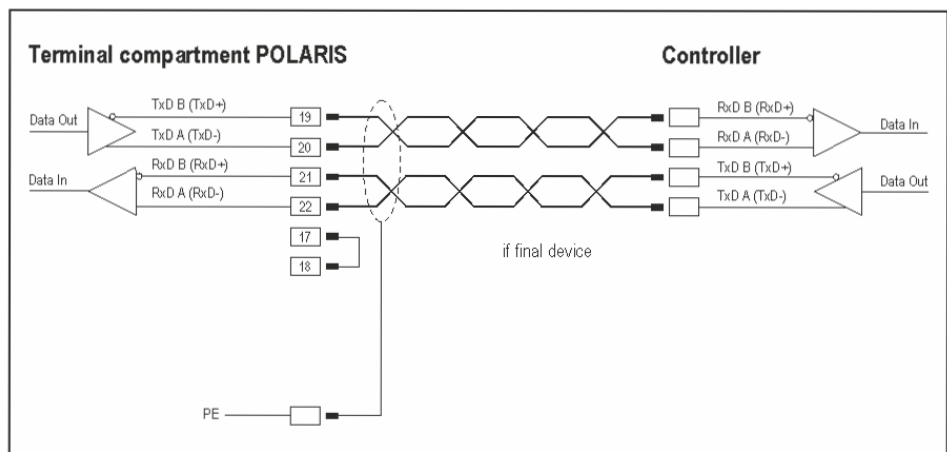 Terminal compartment POLARIS
Controller
Data Out
TxD B (TxD+)
19
RxD B (RxD+)
Data In
TxD A (TxD-)
20
RxD A (RxD-)
Data In
RxD B (RxD+)
21
TxD B (TxD+)
Data Out
RxD A (RxD-)
22
TxD A (TxD-)
17
18
if final device
PE